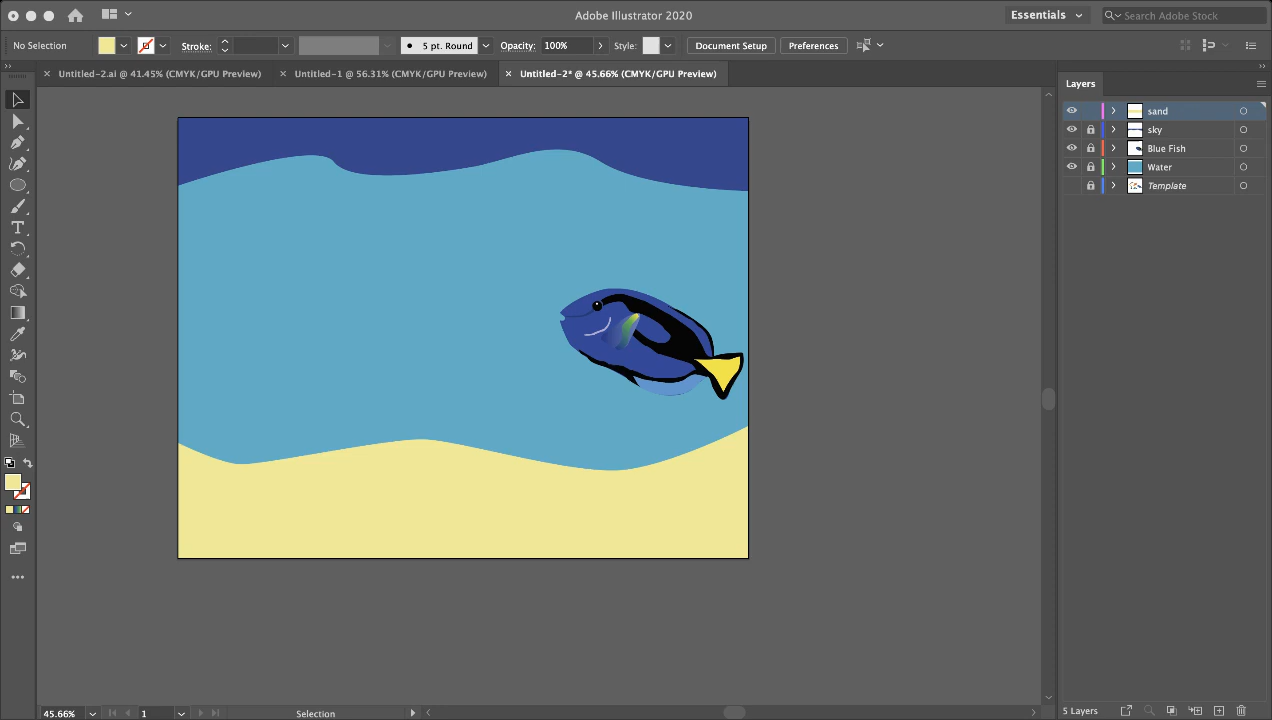 Adobe Illustrator 2020
Essentials
Search Adobe Stock
No Selection
Stroke:
5 pt. Round
Opacity: 100%
Style:
Document Setup
Preferences
Untitled-2.ai @ 41.45% (CMYK/GPU Preview)
Untitled-1 @ 56.31% (CMYK/GPU Preview)
Untitled-2* @ 45.66% (CMYK/GPU Preview)
Layers
sand
sky
Blue Fish
Water
Template
45.66%
1
Selection
5 Layers